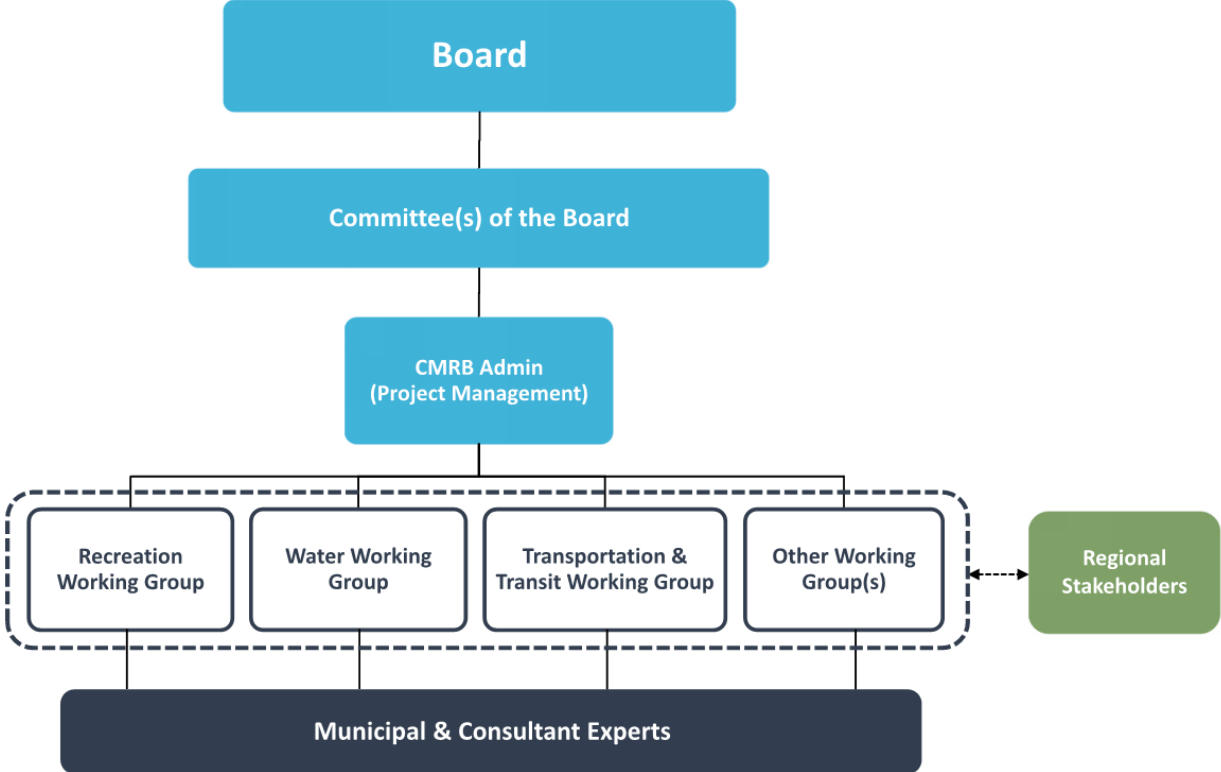 Board
Committee(s) of the Board
CMRB Admin
(Project Management)
Recreation
Working Group
Water Working
Group
Transportation &
Transit Working Group
Other Working
Group(s)
Regional
Stakeholders
Municipal & Consultant Experts